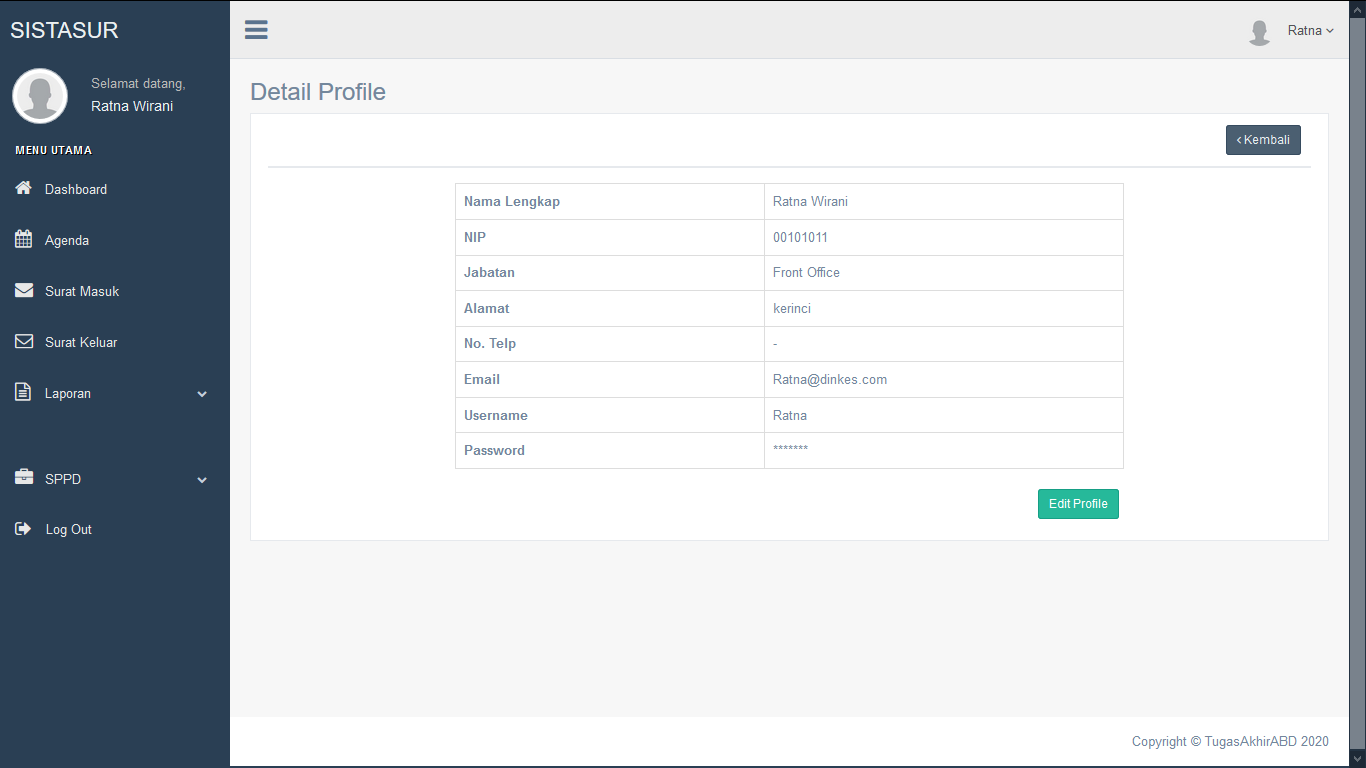 SISTASUR
Ratna
Selamat datang,
Ratna Wirani
MENU UTAMA
Dashboard
Agenda
Surat Masuk
Surat Keluar
Laporan
SPPD
Log Out
Detail Profile
Kembali
Nama Lengkap Ratna Wirani
NIP 00101011
Jabatan Front Office
Alamat kerinci
No. Telp -
Email Ratna@dinkes.com
Username Ratna
Password *******
Edit Profile
Copyright © TugasAkhirABD 2020